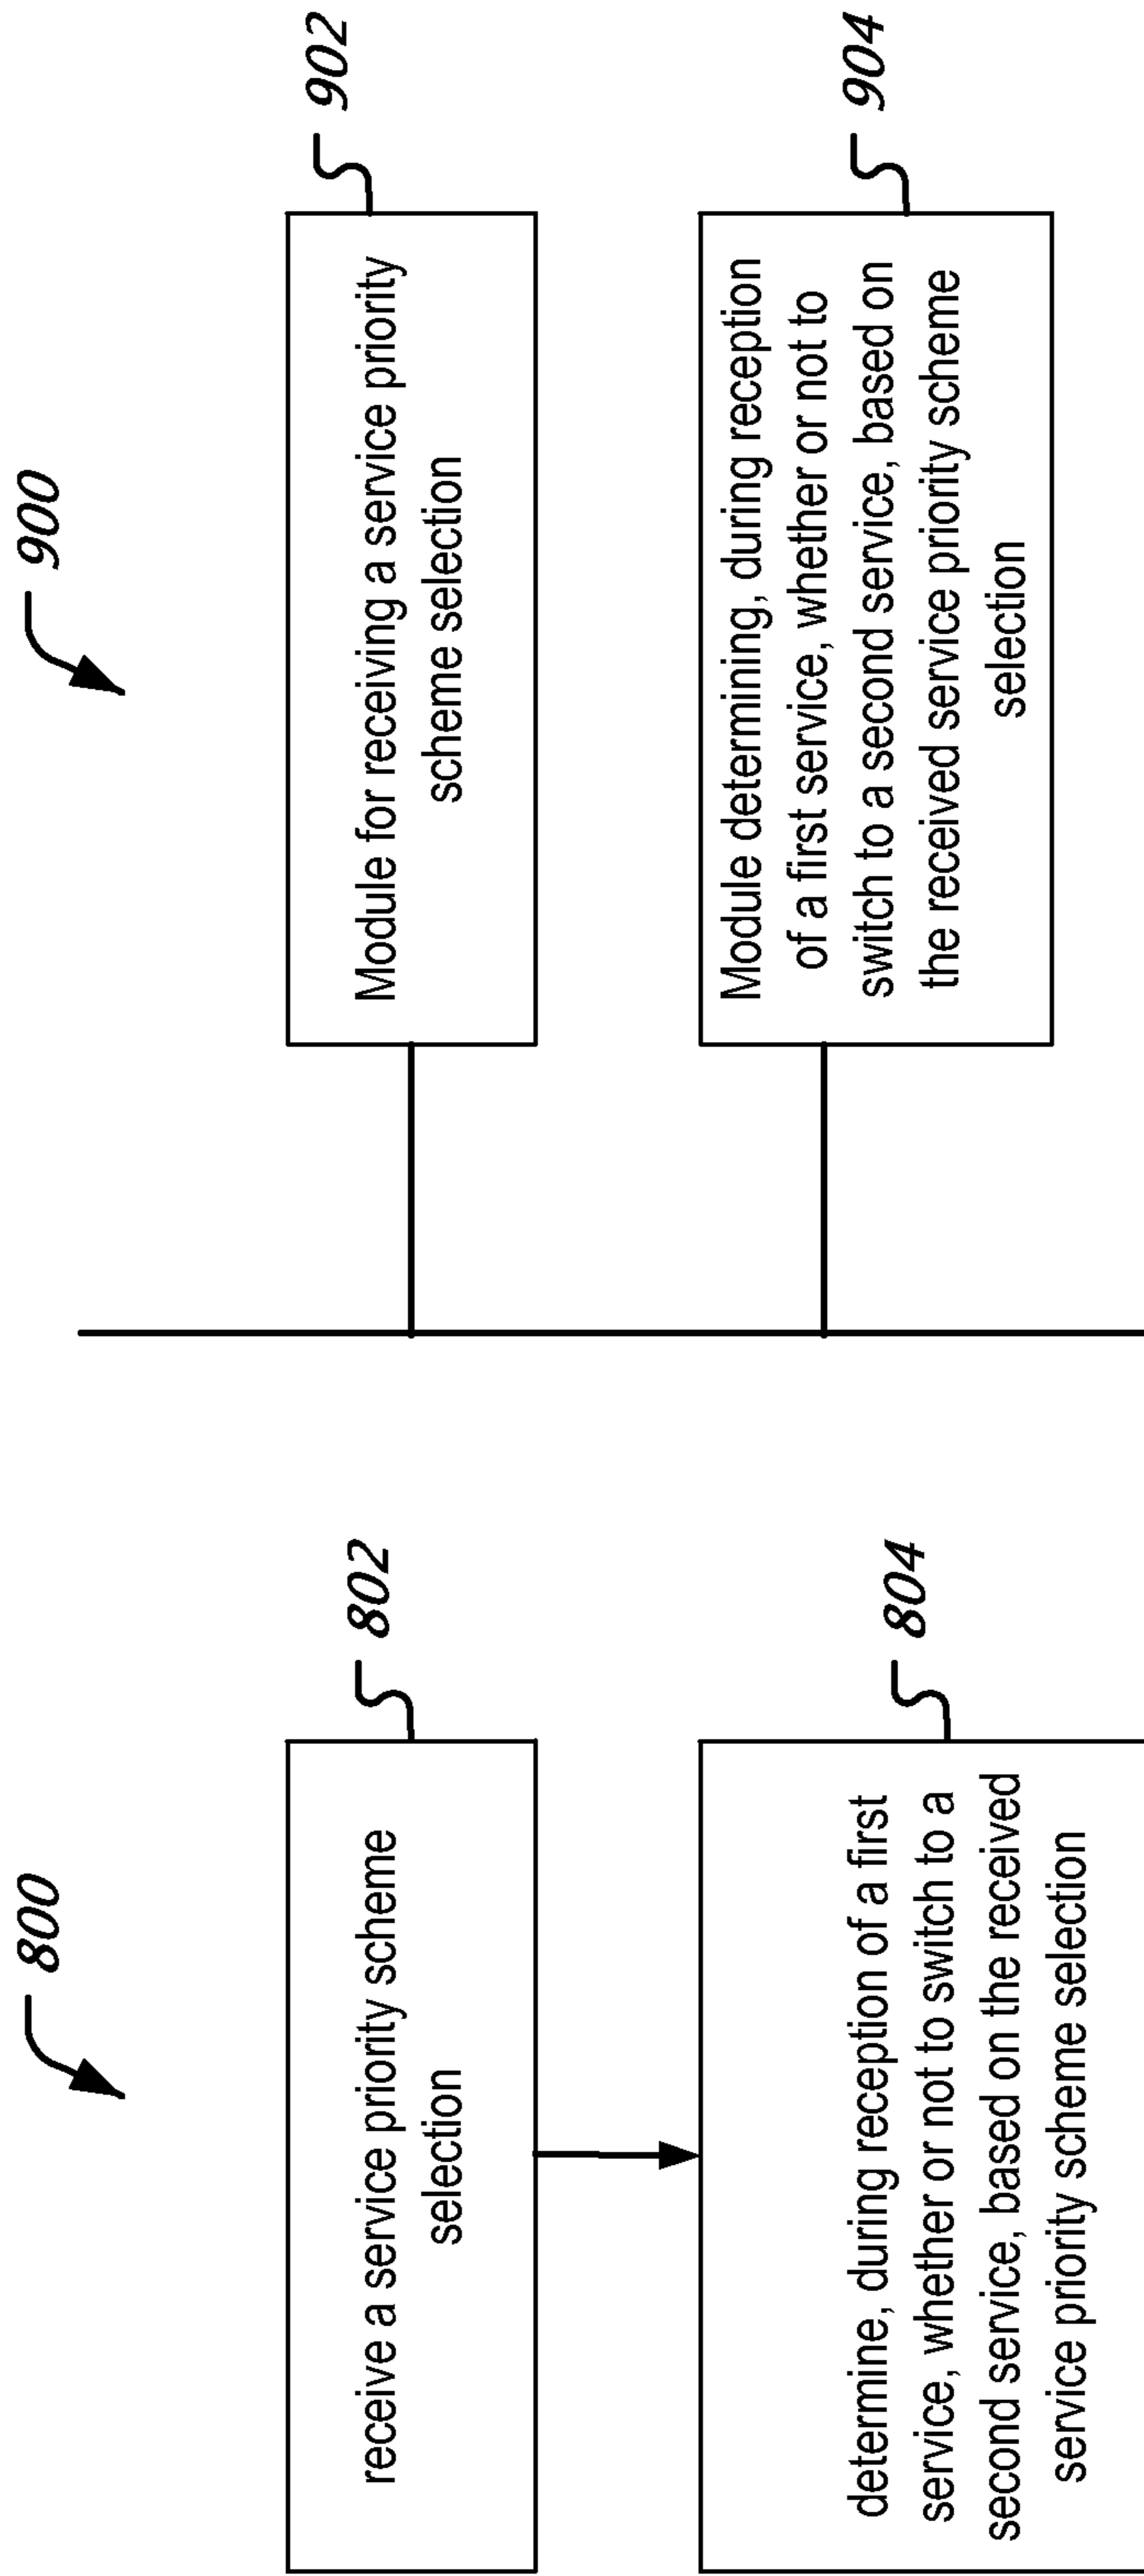 800
receive a service priority scheme
selection
802
determine, during reception of a first
service, whether or not to switch to a
second service, based on the received
service priority scheme selection
804
900
Module for receiving a service priority
scheme selection
902
Module determining, during reception
of a first service, whether or not to
switch to a second service, based on
the received service priority scheme
selection
904